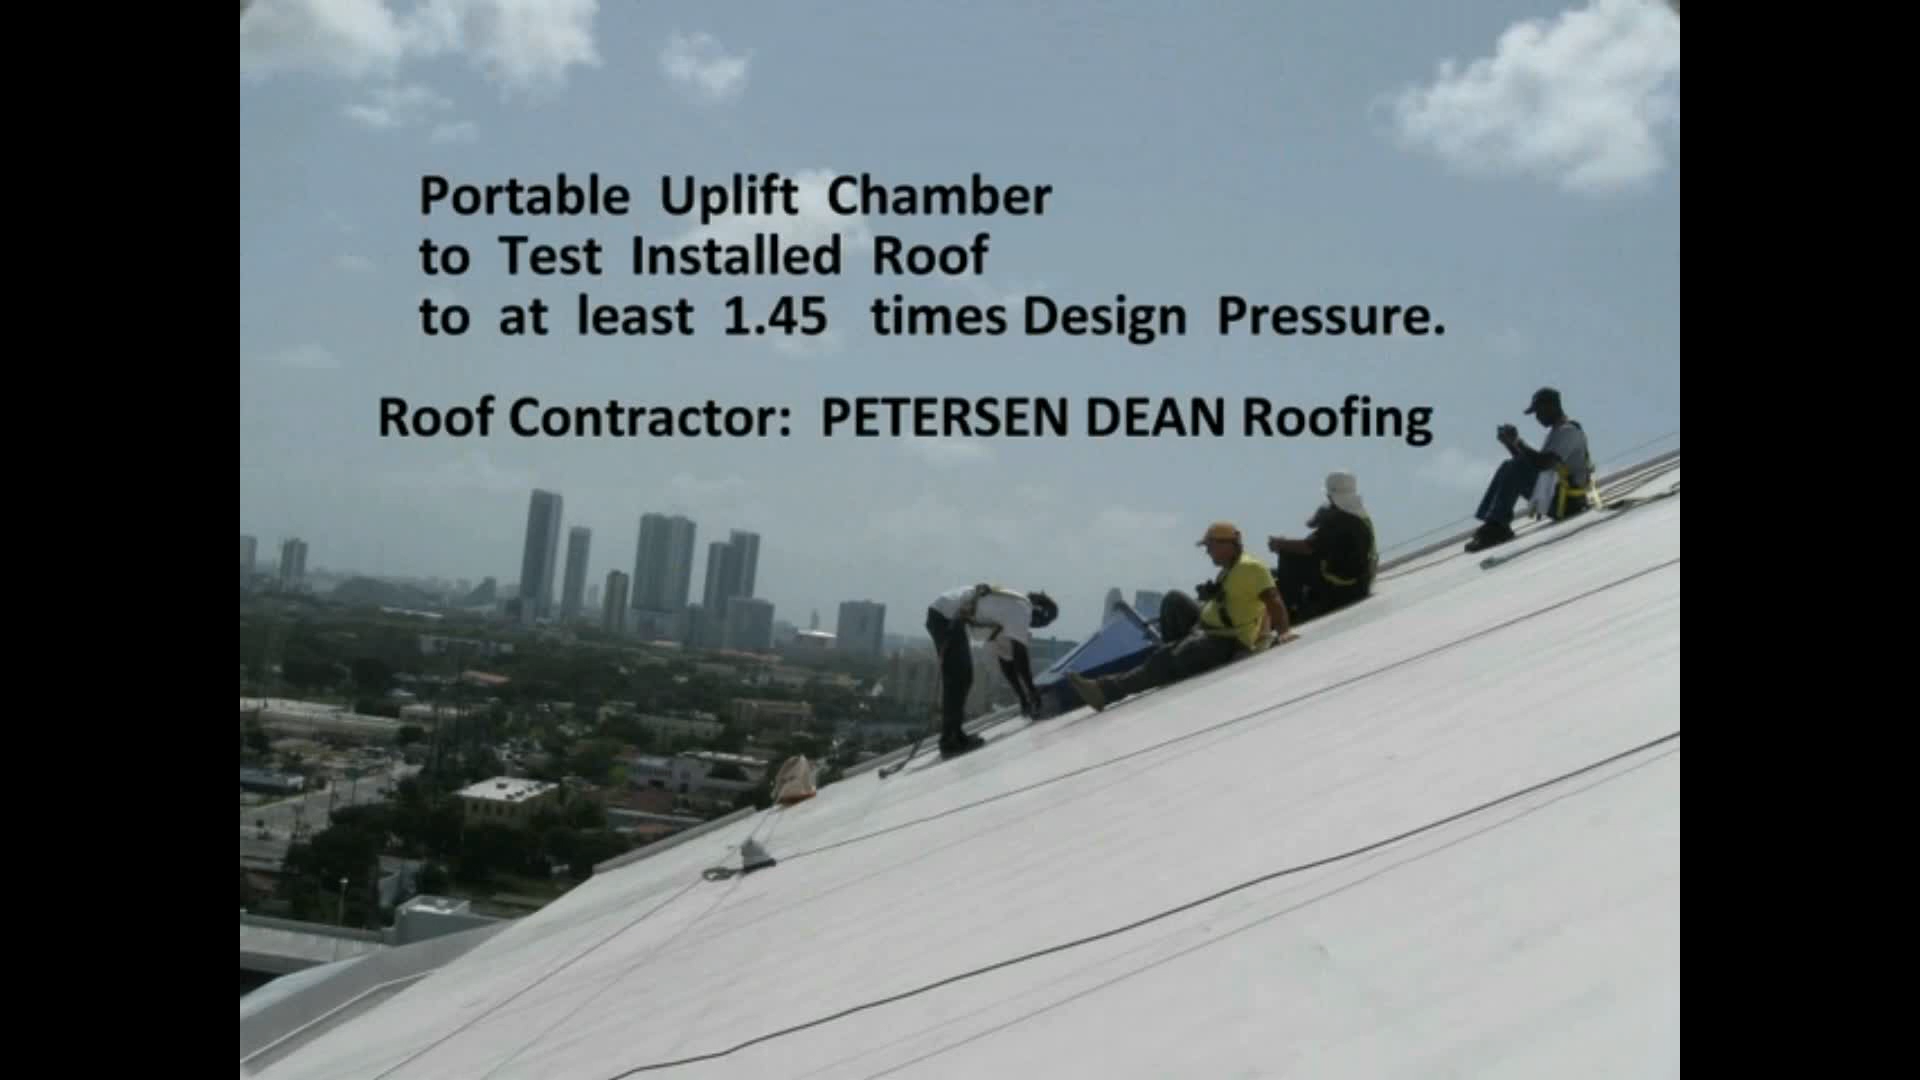 Portable Uplift Chamber
to Test Installed Roof
to at least 1.45 times Design Pressure.
Roof Contractor: PETERSEN DEAN Roofing